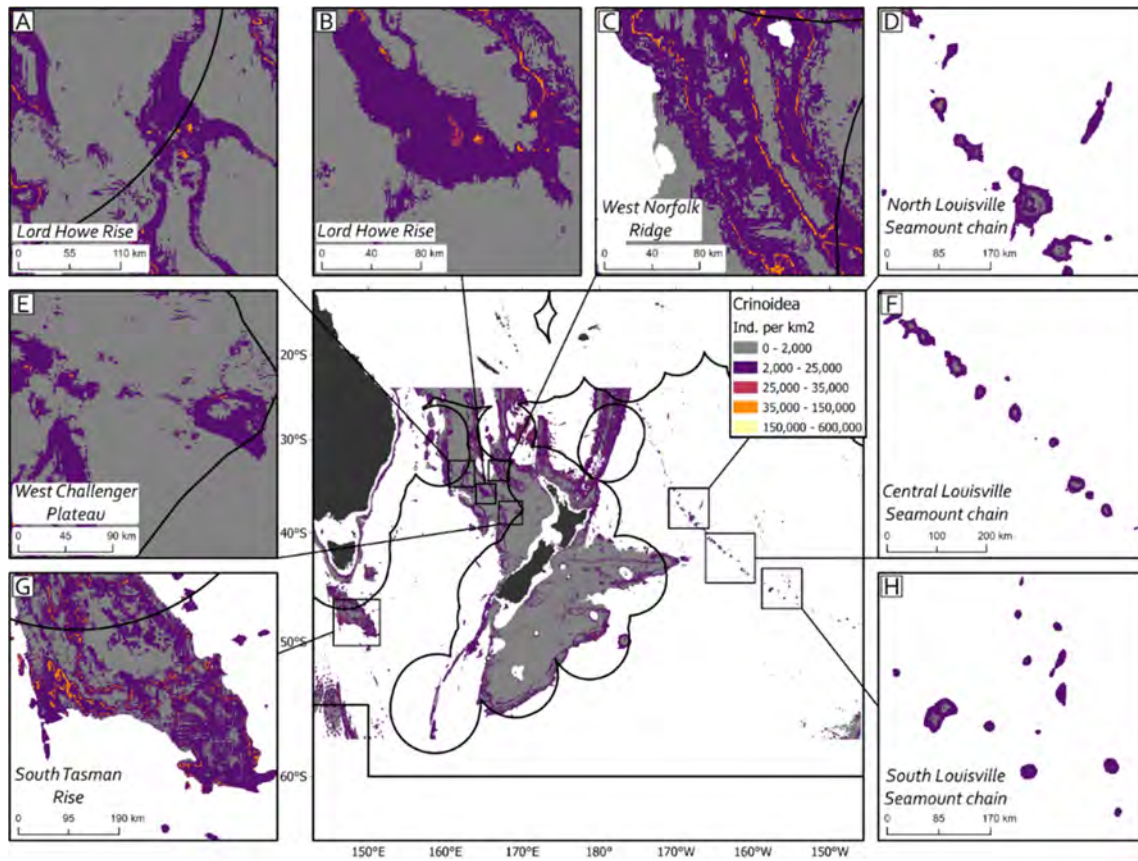 A
Lord Howe Rise
0 55 110 km
B
Lord Howe Rise
0 40 80 km
C
West Norfolk
Ridge
0 40 80 km
D
North Louisville
Seamount chain
0 85 170 km
E
West Challenger
Plateau
0 45 90 km
Crinoidea
Ind. per km2
0 - 2,000
2,000 - 25,000
25,000 - 35,000
35,000 - 150,000
150,000 - 600,000
20°S
30°S
40°S
50°S
60°S
150°E 160°E 170°E 180° 170°W 160°W 150°W
F
Central Louisville
Seamount chain
0 100 200 km
G
South Tasman
Rise
0 95 190 km
H
South Louisville
Seamount chain
0 85 170 km